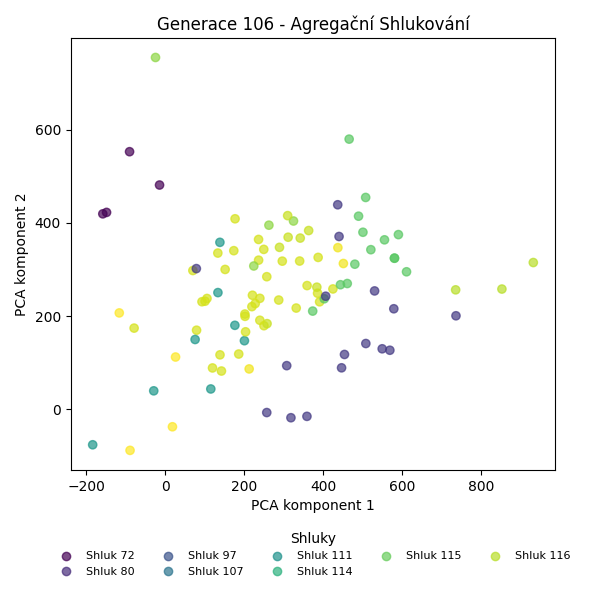 Generace 106 - Agregační Shlukování
PCA komponent 2
600
400
200
0
−200 0 200 400 600 800
PCA komponent 1
Shluky
Shluk 72 Shluk 97 Shluk 111 Shluk 115 Shluk 116
Shluk 80 Shluk 107 Shluk 114